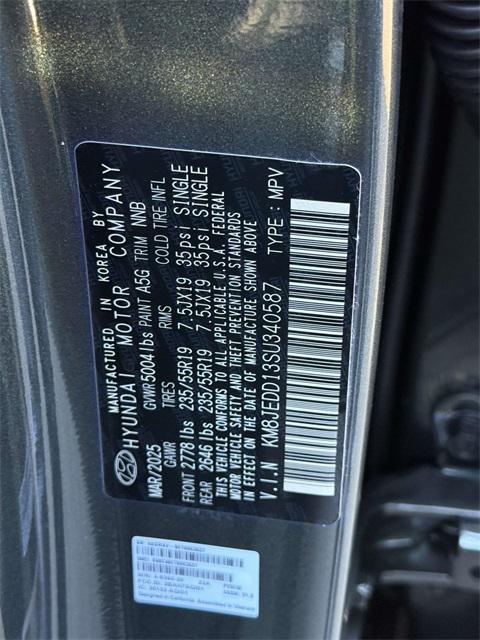 MANUFACTURED IN KOREA BY
HYUNDAI MOTOR COMPANY
MAR/2025 GVWR 5004 lbs PAINT A5G TRIM NNB
GAWR TIRES RIMS COLD TIRE INFL
FRONT 2778 lbs 235/55R19 7.5JX19 35psi SINGLE
REAR 2646 lbs 235/55R19 7.5JX19 35psi SINGLE
THIS VEHICLE CONFORMS TO ALL APPLICABLE U.S.A. FEDERAL
MOTOR VEHICLE SAFETY AND THEFT PREVENTION STANDARDS
IN EFFECT ON THE DATE OF MANUFACTURE SHOWN ABOVE
V.I.N KM8JEDD13SU340587 TYPE : MPV